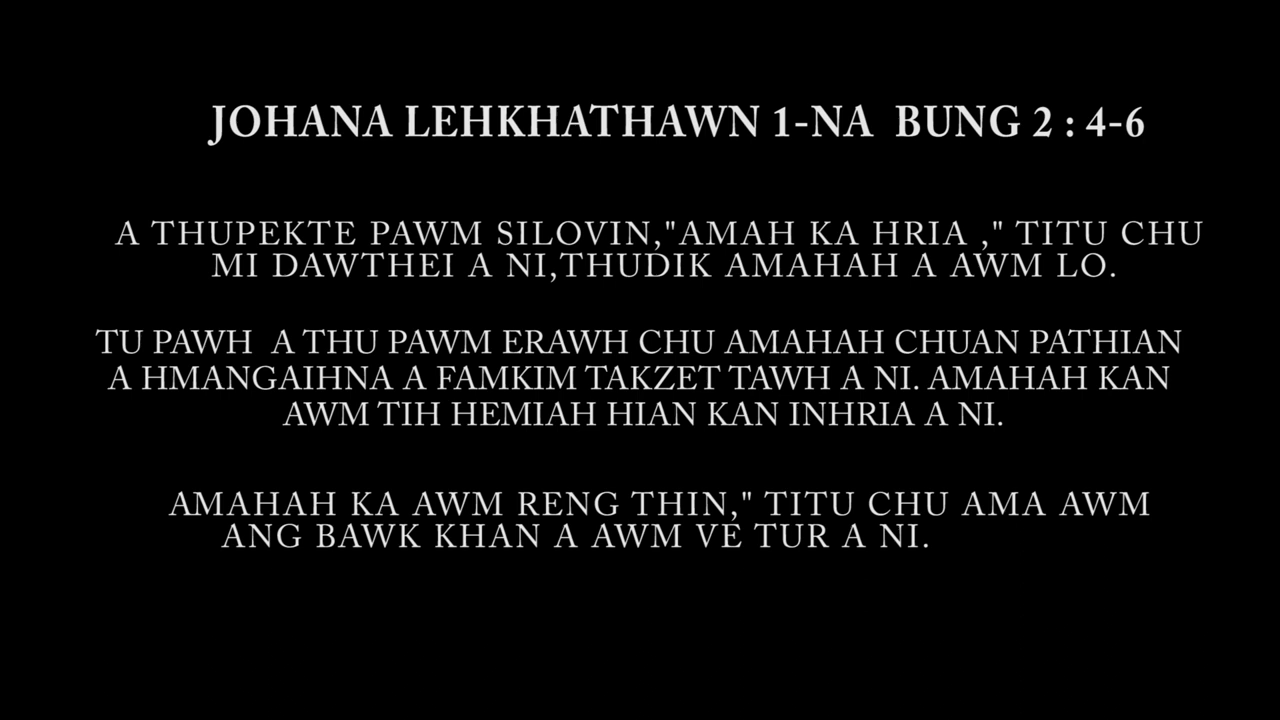 JOHANA LEHKHATHAWN 1-NA  BUNG 2 : 4-6
A THUPEKTE PAWM SILOVIN,"AMAH KA HRIA ," TITU CHU
MI DAWTHEI A NI,THUDIK AMAHAH A AWM LO.
TU PAWH  A THU PAWM ERAWH CHU AMAHAH CHUAN PATHIAN
A HMANGAIHNA A FAMKIM TAKZET TAWH A NI. AMAHAH KAN
AWM TIH HEMIAH HIAN KAN INHRIA A NI.
AMAHAH KA AWM RENG THIN," TITU CHU AMA AWM
ANG BAWK KHAN A AWM VE TUR A NI.